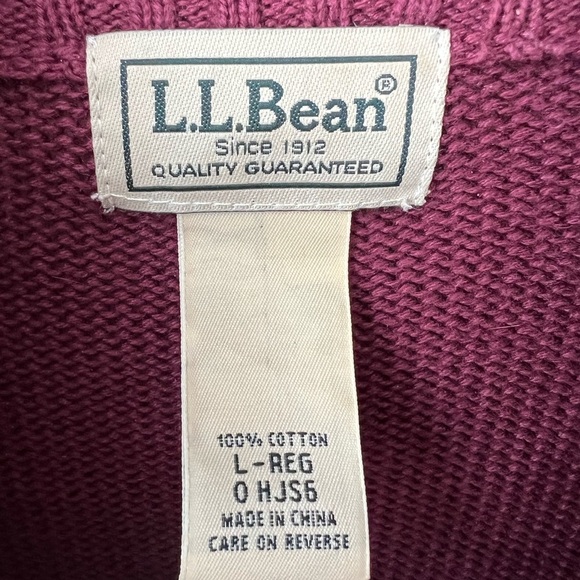 L.L.Bean®
Since 1912
QUALITY GUARANTEED
100% COTTON
L-REG
0 HJS6
MADE IN CHINA
CARE ON REVERSE